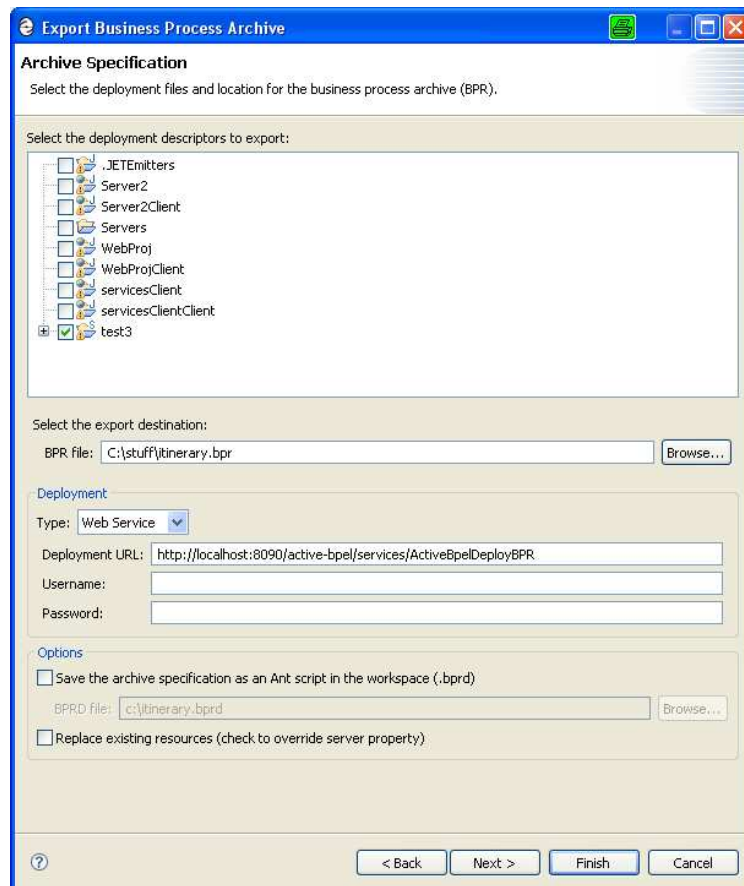 Export Business Process Archive
Archive Specification
Select the deployment files and location for the business process archive (BPR).
Select the deployment descriptors to export:
.JETEmitters
Server2
Server2Client
Servers
WebProj
WebProjClient
servicesClient
servicesClientClient
test3
Select the export destination:
BPR file: C:\stuff\itinerary.bpr Browse...
Deployment
Type: Web Service
Deployment URL: http://localhost:8090/active-bpel/services/ActiveBpelDeployBPR
Username:
Password:
Options
Save the archive specification as an Ant script in the workspace (.bprd)
BPRD file: c:\itinerary.bprd Browse...
Replace existing resources (check to override server property)
? < Back Next > Finish Cancel